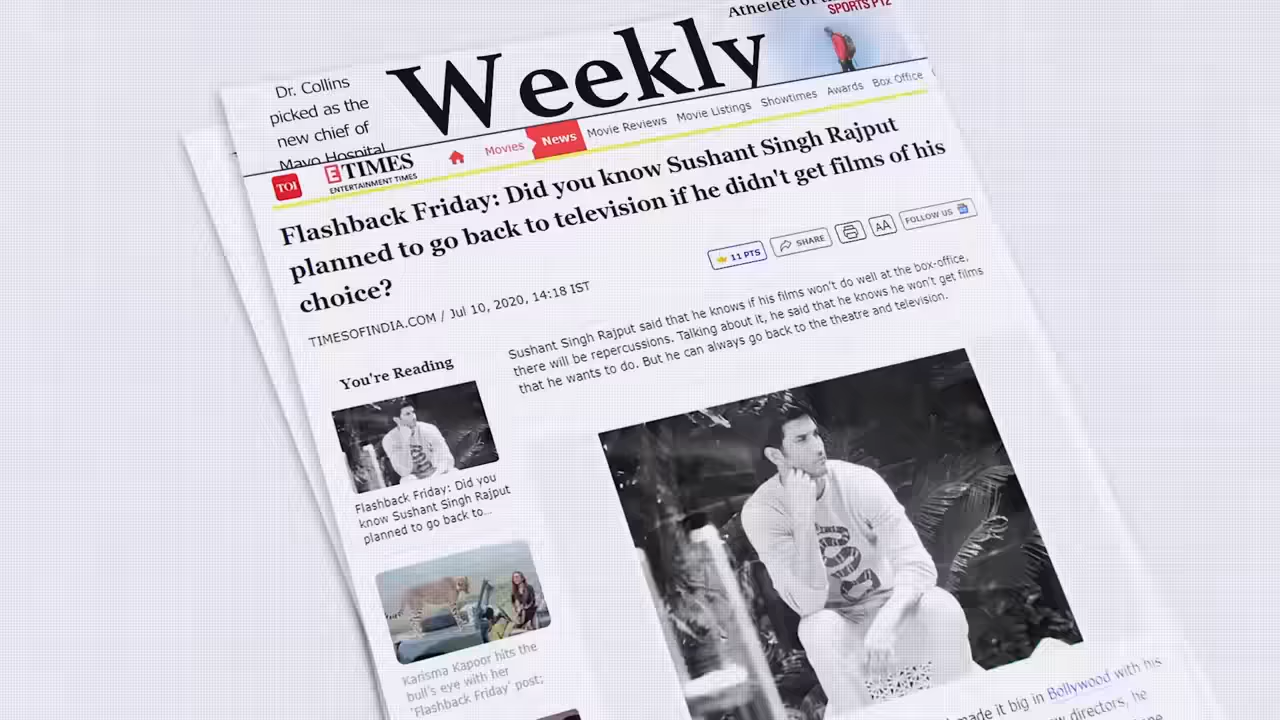 Athelete of
SPORTS P12
Weekly
Dr. Collins
picked as the
new chief of
Mayo Hospital
TOI
ETIMES
ENTERTAINMENT TIMES
Movies
News
Movie Reviews
Movie Listings
Showtimes
Awards
Box Office
Flashback Friday: Did you know Sushant Singh Rajput
planned to go back to television if he didn't get films of his
choice?
11 PTS
SHARE
AA
FOLLOW US
TIMESOFINDIA.COM / Jul 10, 2020, 14:18 IST
Sushant Singh Rajput said that he knows if his films won't do well at the box-office,
there will be repercussions. Talking about it, he said that he knows he won't get films
that he wants to do. But he can always go back to the theatre and television.
You're Reading
Flashback Friday: Did you
know Sushant Singh Rajput
planned to go back to...
Karisma Kapoor hits the
bull's eye with her
'Flashback Friday' post;
made it big in Bollywood with his
directors, he